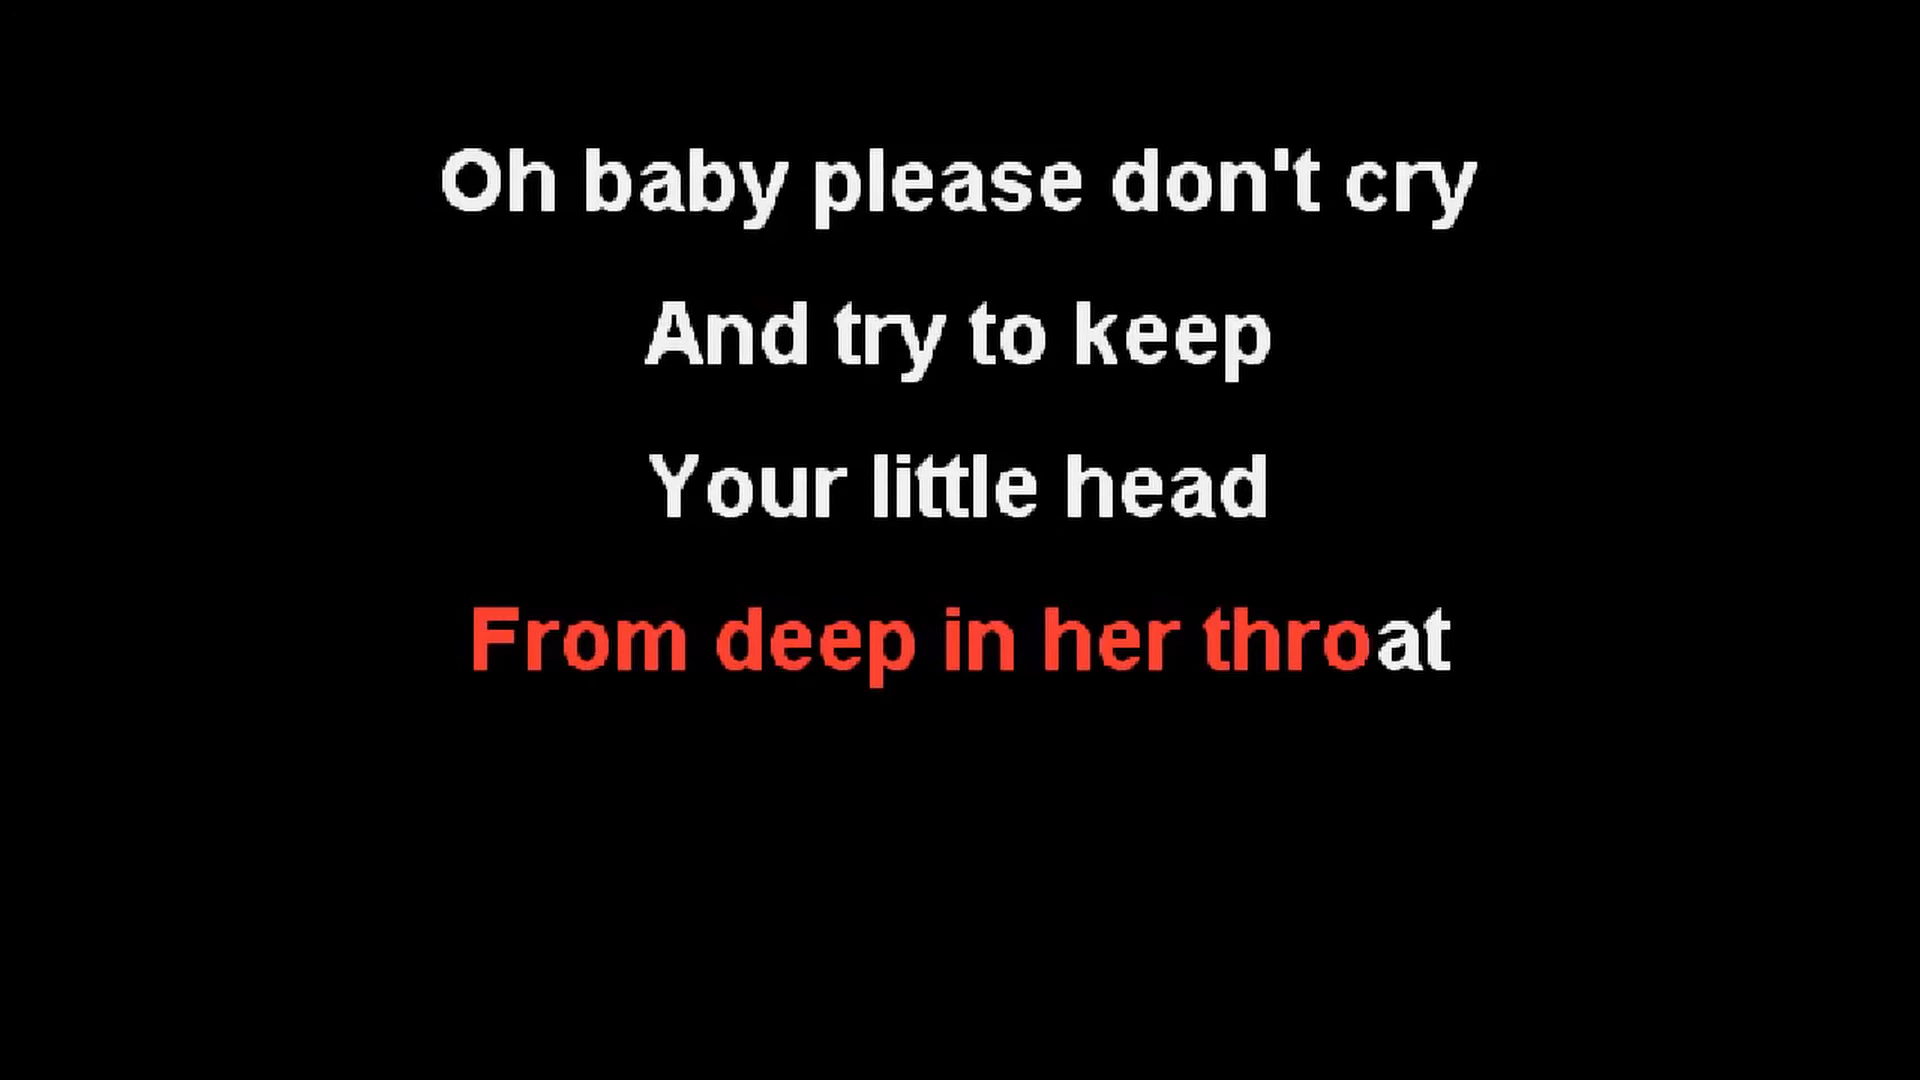 Oh baby please don't cry
And try to keep
Your little head
From deep in her throat